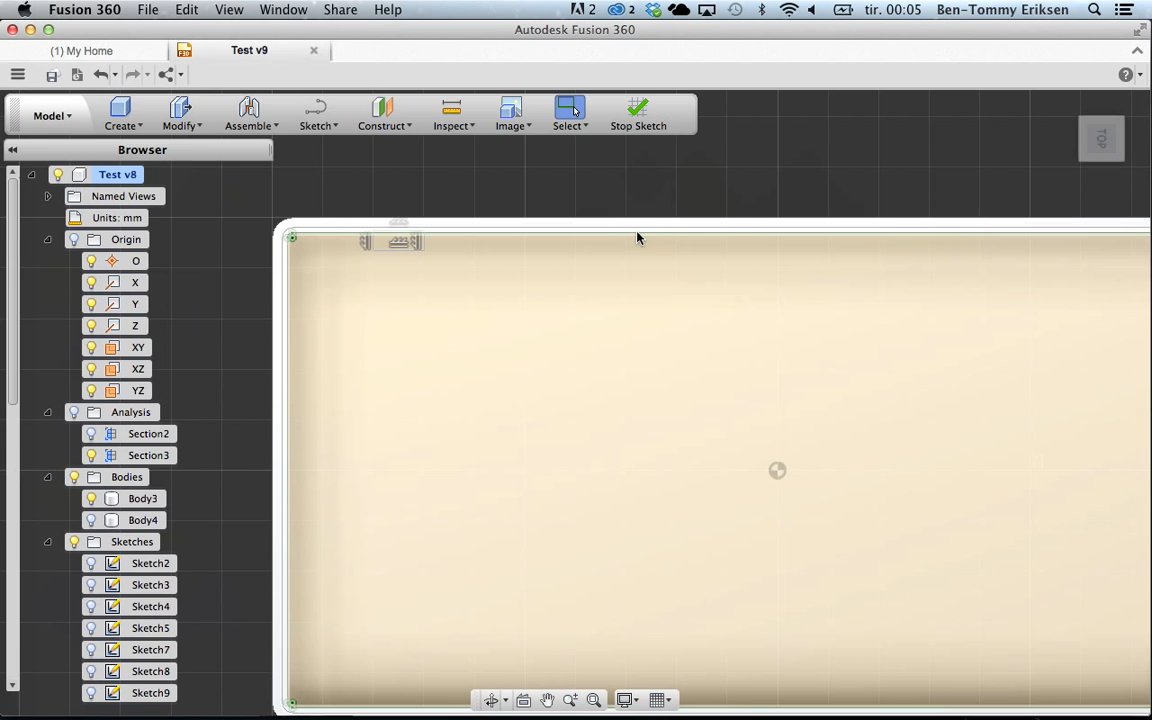 Fusion 360 File Edit View Window Share Help 2 2 tir. 00:05 Ben-Tommy Eriksen
Autodesk Fusion 360
(1) My Home Test v9
Model Create Modify Assemble Sketch Construct Inspect Image Select Stop Sketch
TOP
Browser
Test v8
Named Views
Units: mm
Origin
O
X
Y
Z
XY
XZ
YZ
Analysis
Section2
Section3
Bodies
Body3
Body4
Sketches
Sketch2
Sketch3
Sketch4
Sketch5
Sketch7
Sketch8
Sketch9